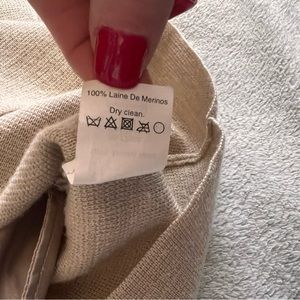 100% Laine De Merinos
Dry clean.